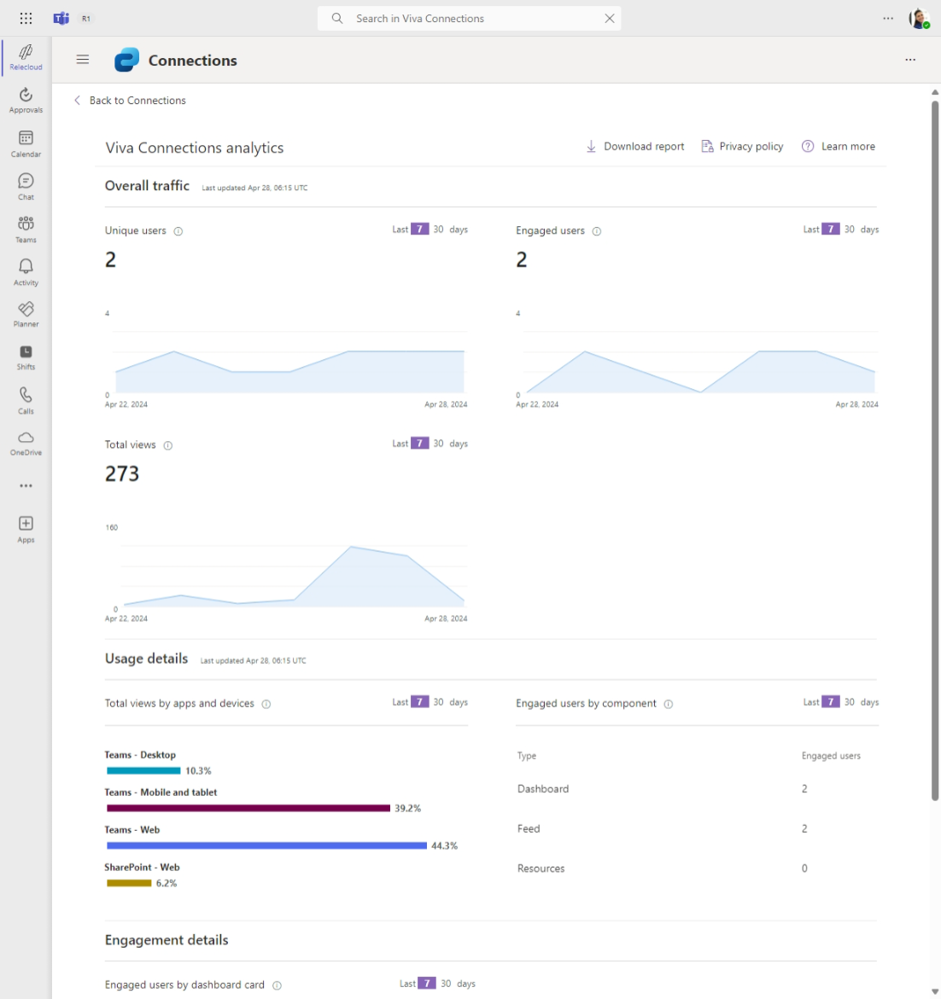 R1
Search in Viva Connections
Relecloud
Approvals
Calendar
Chat
Teams
Activity
Planner
Shifts
Calls
OneDrive
Apps
Connections
Back to Connections
Viva Connections analytics
Download report
Privacy policy
Learn more
Overall traffic Last updated Apr 28, 06:15 UTC
Unique users
Last 7 30 days
2
4
0
Apr 22, 2024 Apr 28, 2024
Engaged users
Last 7 30 days
2
4
0
Apr 22, 2024 Apr 28, 2024
Total views
Last 7 30 days
273
160
0
Apr 22, 2024 Apr 28, 2024
Usage details Last updated Apr 28, 06:15 UTC
Total views by apps and devices
Last 7 30 days
Teams - Desktop
10.3%
Teams - Mobile and tablet
39.2%
Teams - Web
44.3%
SharePoint - Web
6.2%
Engaged users by component
Last 7 30 days
Type Engaged users
Dashboard 2
Feed 2
Resources 0
Engagement details
Engaged users by dashboard card
Last 7 30 days